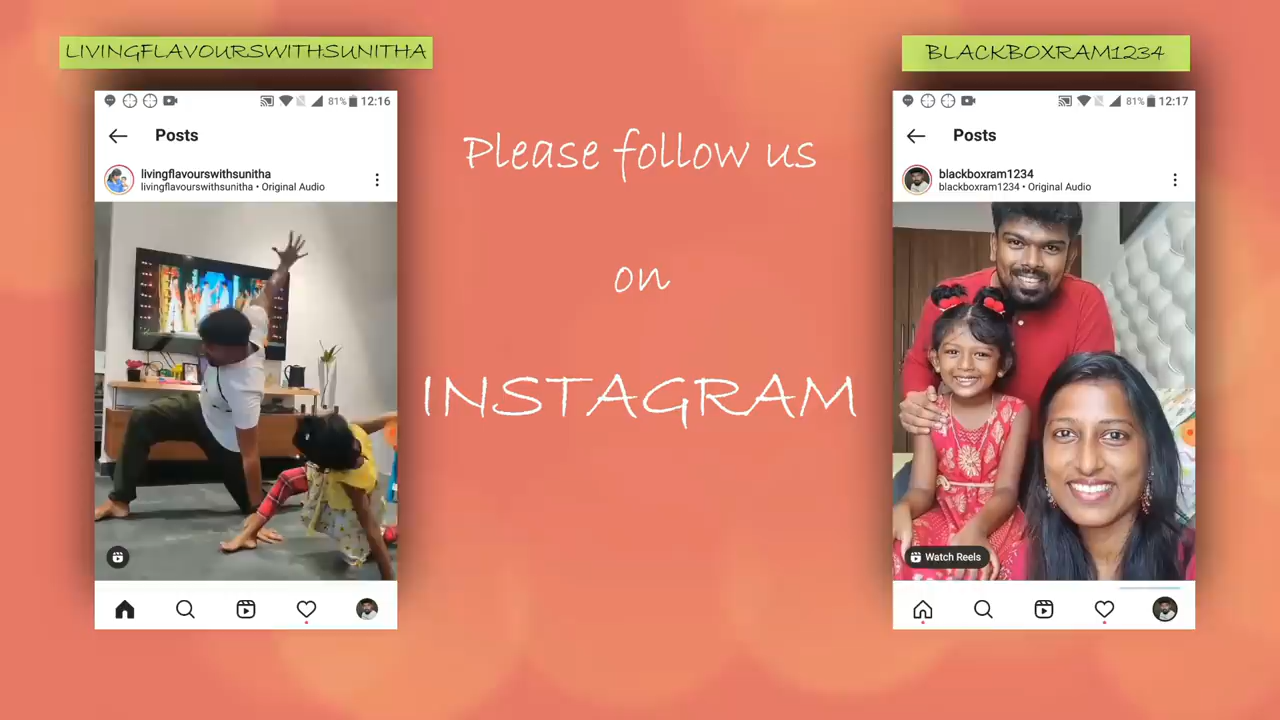 LIVINGFLAVOURSWITHSUNITHA
81% 12:16
Posts
livingflavourswithsunitha
livingflavourswithsunitha • Original Audio
Please follow us
on
INSTAGRAM
BLACKBOXRAM1234
81% 12:17
Posts
blackboxram1234
blackboxram1234 • Original Audio
Watch Reels